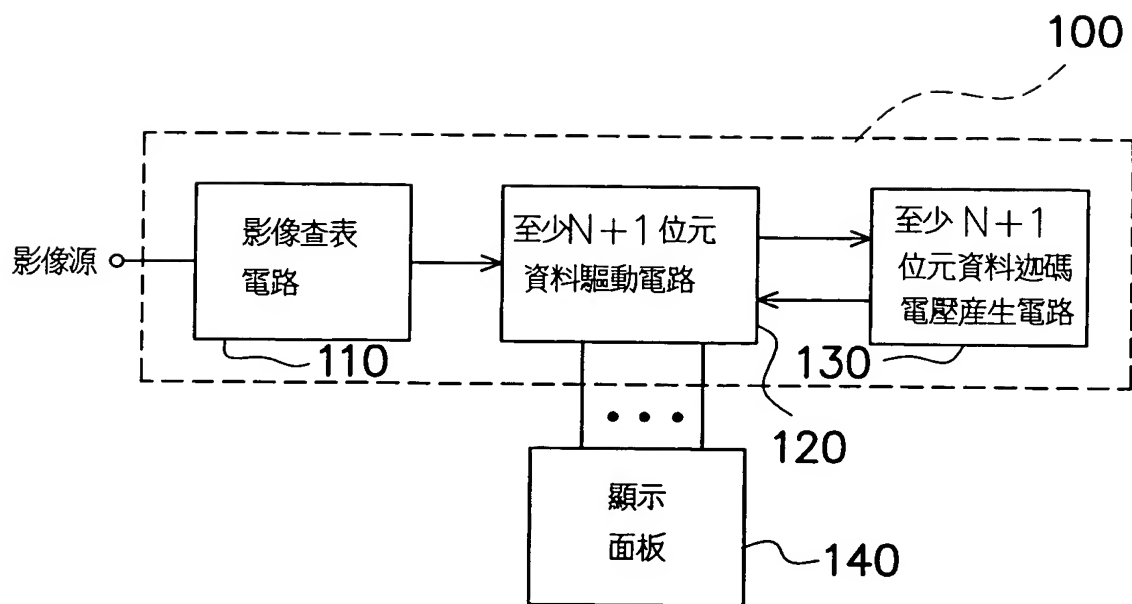 100
影像源
影像查表
電路
110
至少N+1位元
資料驅動電路
120
至少 N+1
位元資料迦碼
電壓產生電路
130
顯示
面板
140